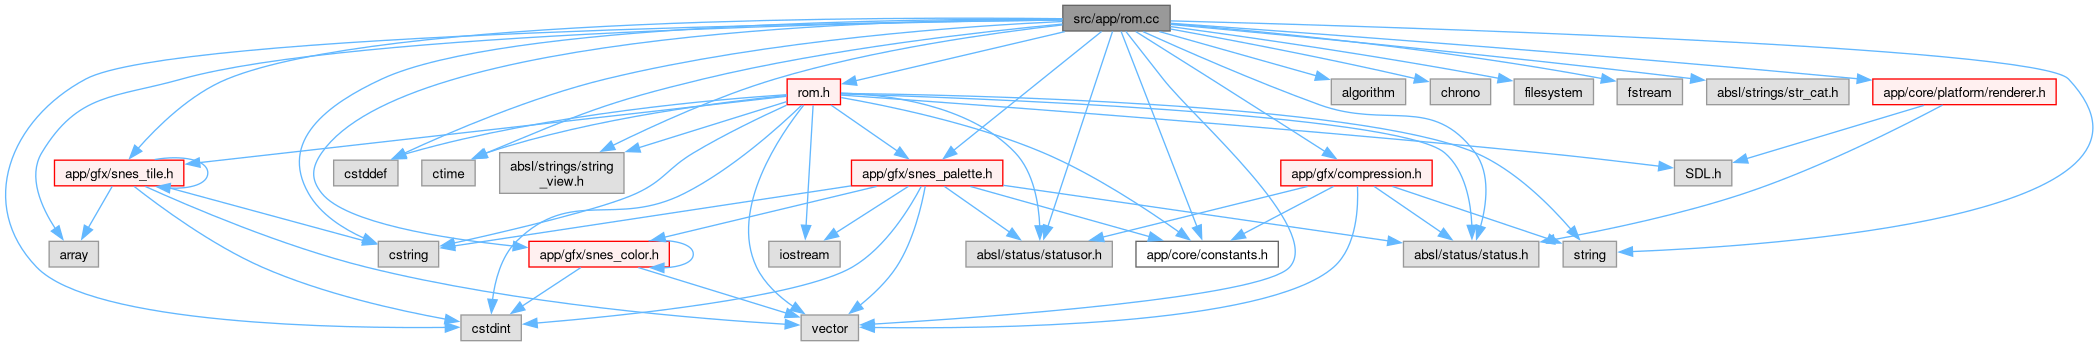 src/app/rom.cc
rom.h
algorithm
chrono
filesystem
fstream
absl/strings/str_cat.h
app/core/platform/renderer.h
app/gfx/snes_tile.h
cstddef
ctime
absl/strings/string
_view.h
app/gfx/snes_palette.h
app/gfx/compression.h
SDL.h
array
cstring
app/gfx/snes_color.h
iostream
absl/status/statusor.h
app/core/constants.h
absl/status/status.h
string
cstdint
vector